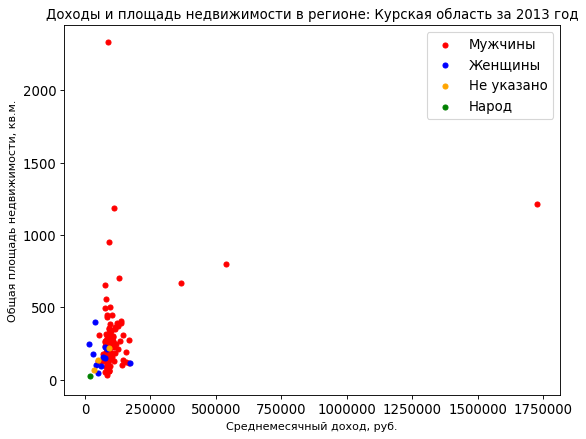 Доходы и площадь недвижимости в регионе: Курская область за 2013 год
Общая площадь недвижимости, кв.м.
2000
1500
1000
500
0
Мужчины
Женщины
Не указано
Народ
0 250000 500000 750000 1000000 1250000 1500000 1750000
Среднемесячный доход, руб.